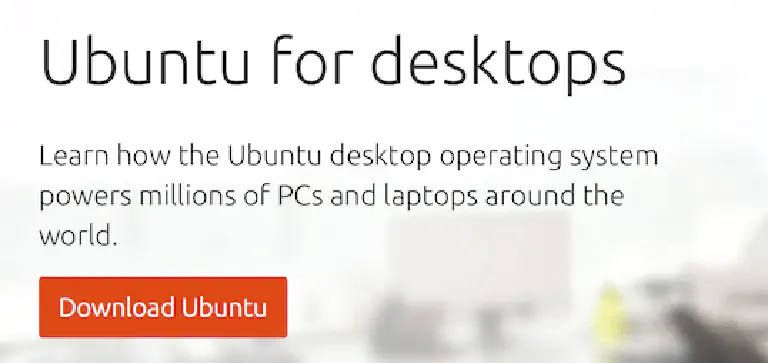 Ubuntu for desktops
Learn how the Ubuntu desktop operating system
powers millions of PCs and laptops around the
world.
Download Ubuntu